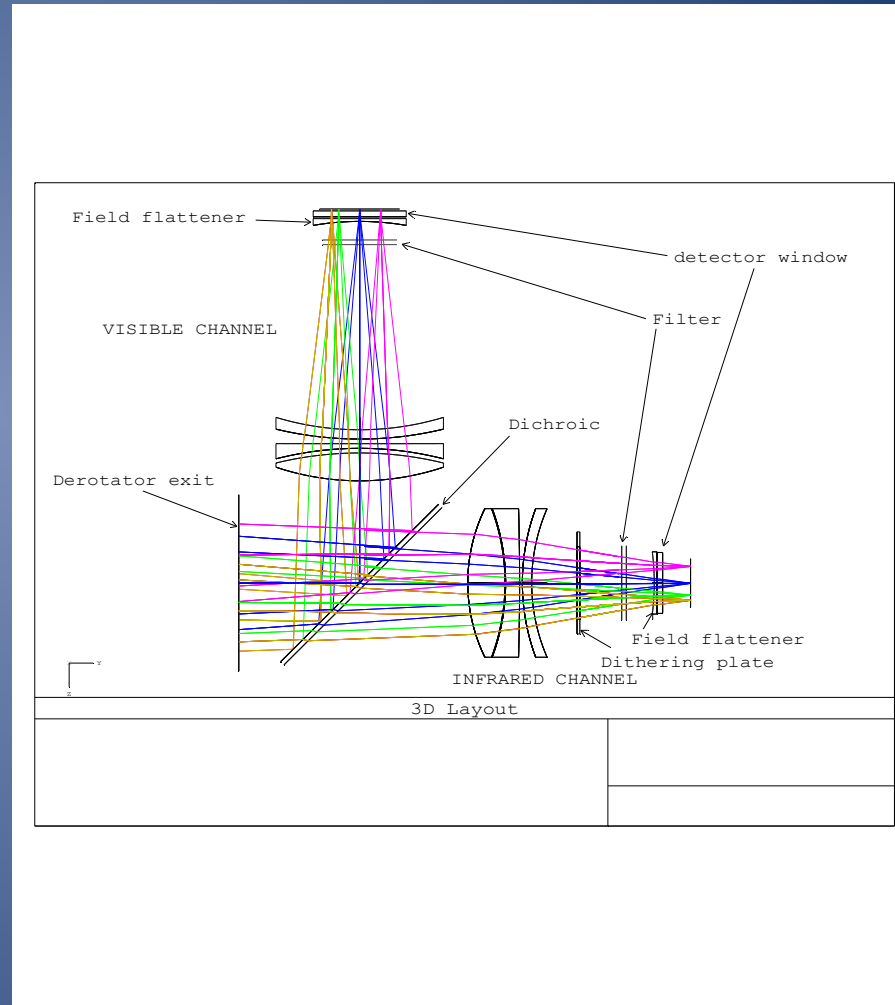 Field flattener
detector window
Filter
VISIBLE CHANNEL
Dichroic
Derotator exit
Field flattener
Dithering plate
INFRARED CHANNEL
3D Layout